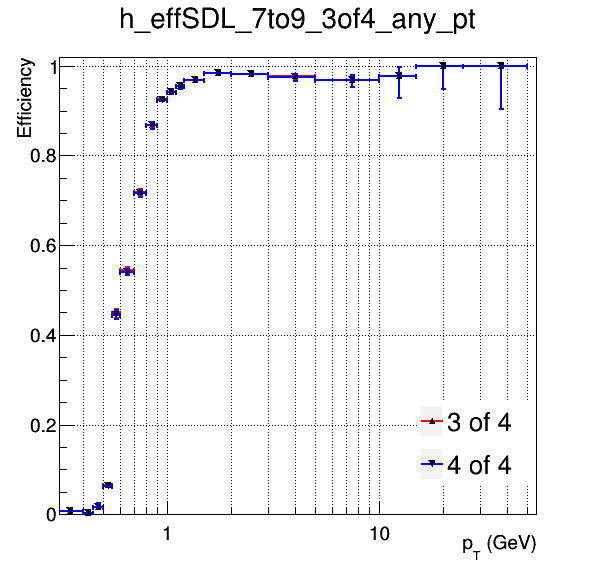 h_effSDL_7to9_3of4_any_pt
Efficiency
1
0.8
0.6
0.4
0.2
0
3 of 4
4 of 4
1
10
p_T (GeV)